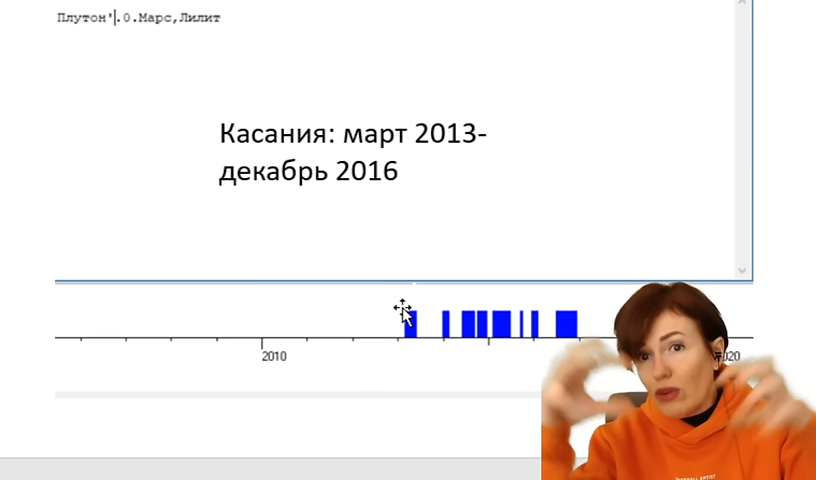 Плутон'.0.Марс,Лилит
Касания: март 2013-
декабрь 2016
2010